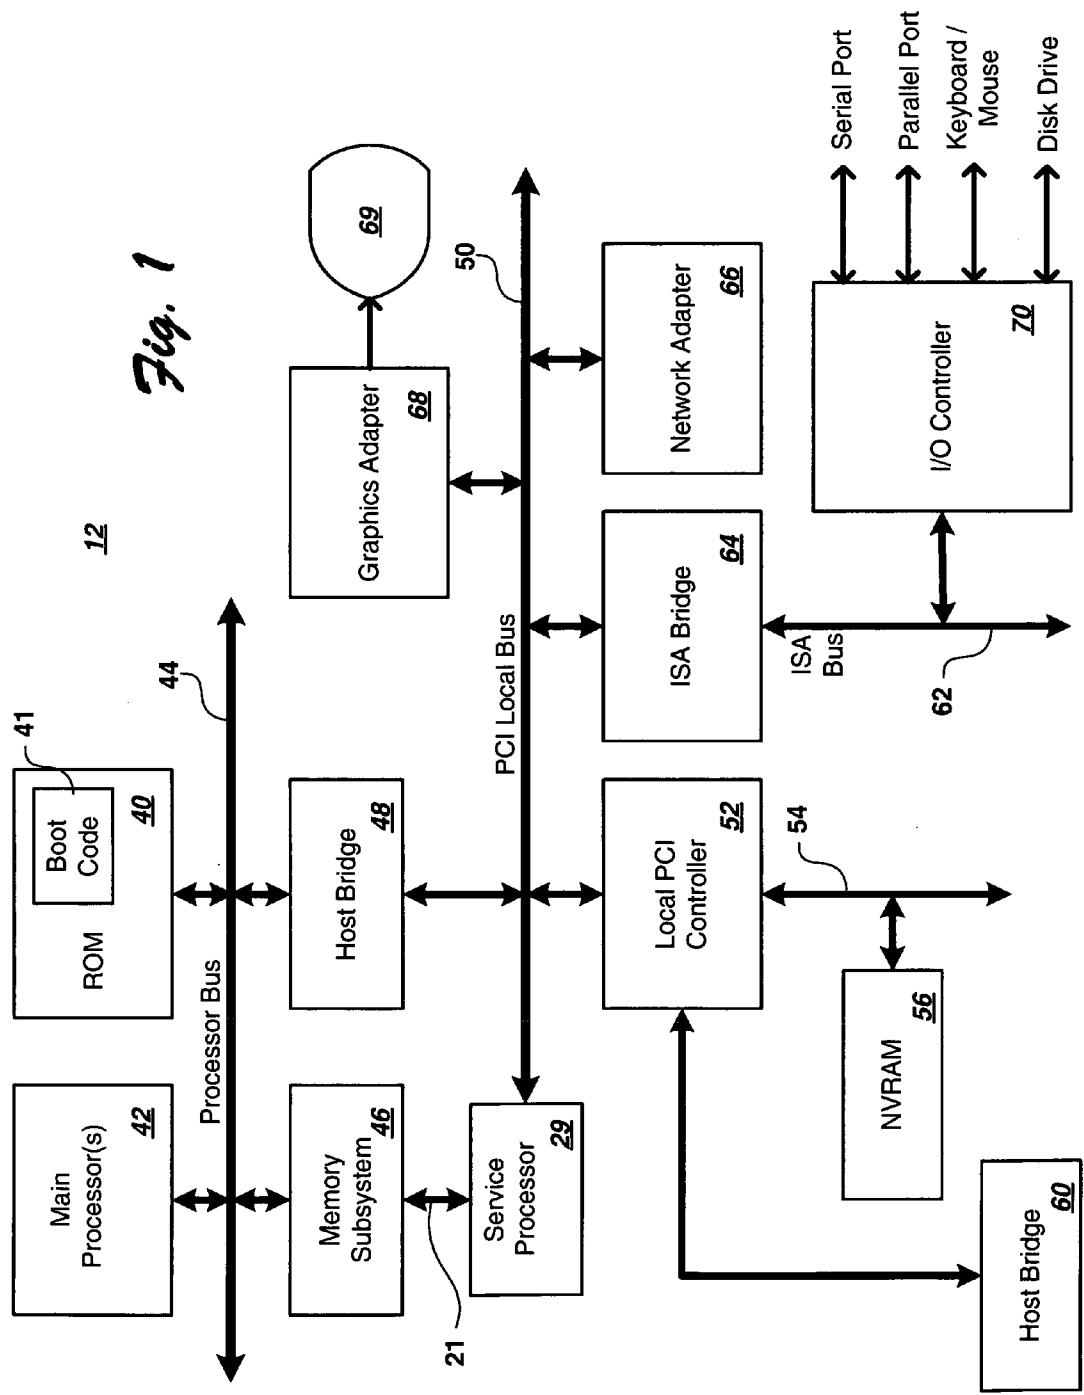 Fig. 1
12
Main
Processor(s)
42
ROM
Boot
Code
40
41
Processor Bus
44
Memory
Subsystem
46
Host Bridge
48
Graphics Adapter
68
69
21
Service
Processor
29
PCI Local Bus
50
Local PCI
Controller
52
ISA Bridge
64
Network Adapter
66
54
ISA
Bus
62
NVRAM
56
Host Bridge
60
I/O Controller
70
Serial Port
Parallel Port
Keyboard /
Mouse
Disk Drive